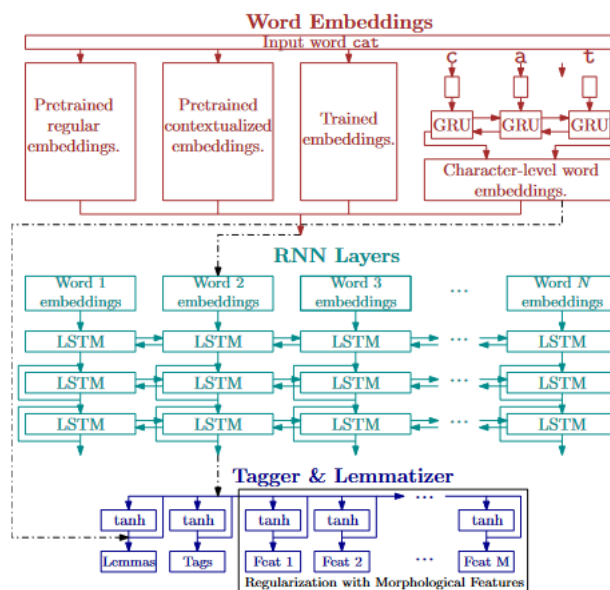 Word Embeddings
Input word cat
c a t
Pretrained regular embeddings.
Pretrained contextualized embeddings.
Trained embeddings.
GRU GRU GRU
Character-level word embeddings.
RNN Layers
Word 1 embeddings
Word 2 embeddings
Word 3 embeddings
...
Word N embeddings
LSTM LSTM LSTM ... LSTM
LSTM LSTM LSTM ... LSTM
LSTM LSTM LSTM ... LSTM
Tagger & Lemmatizer
...
tanh tanh tanh tanh tanh
Lemmas Tags Feat 1 Feat 2 ... Feat M
Regularization with Morphological Features